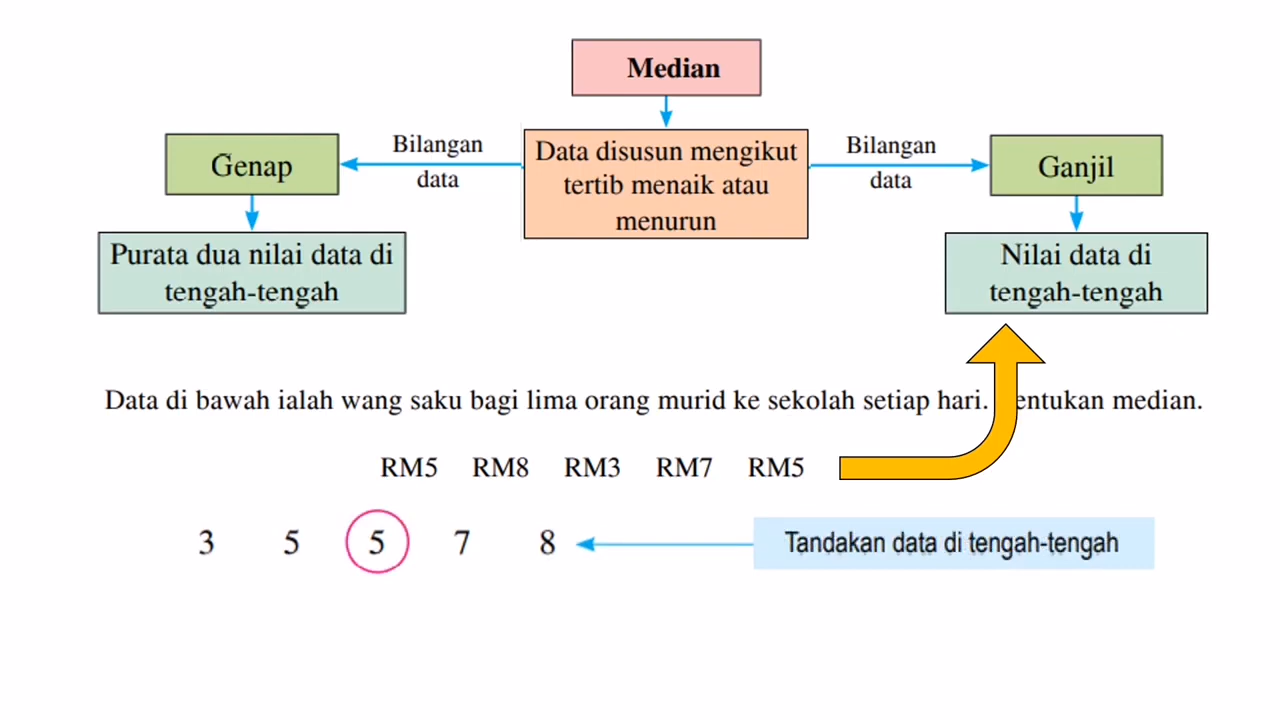 Median
Bilangan
data
Genap
Data disusun mengikut
tertib menaik atau
menurun
Bilangan
data
Ganjil
Purata dua nilai data di
tengah-tengah
Nilai data di
tengah-tengah
Data di bawah ialah wang saku bagi lima orang murid ke sekolah setiap hari. entukan median.
RM5 RM8 RM3 RM7 RM5
3 5 5 7 8
Tandakan data di tengah-tengah